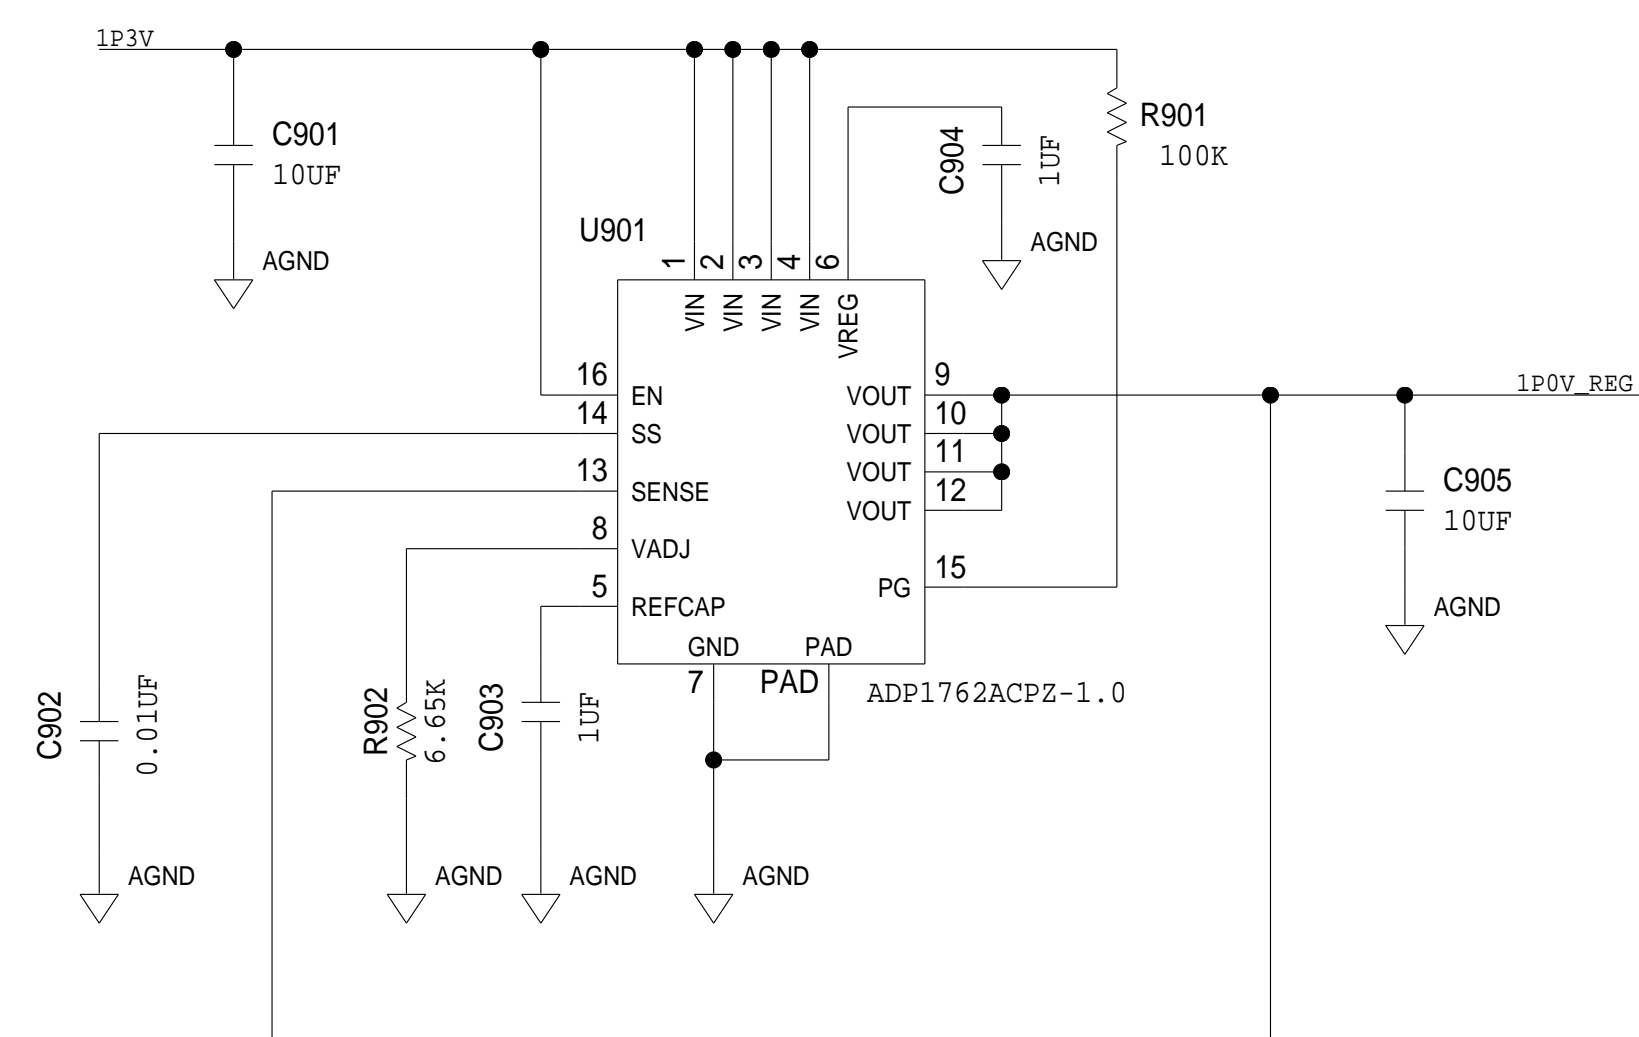 1P3V
C901
10UF
AGND
U901
C904
1UF
AGND
R901
100K
1
2
3
4
6
VIN
VIN
VIN
VIN
VREG
16
EN
14
SS
13
SENSE
8
VADJ
5
REFCAP
9
VOUT
10
VOUT
11
VOUT
12
VOUT
15
PG
GND
PAD
7
PAD
ADP1762ACPZ-1.0
1P0V_REG
C905
10UF
AGND
C902
0.01UF
AGND
R902
6.65K
AGND
C903
1UF
AGND
AGND